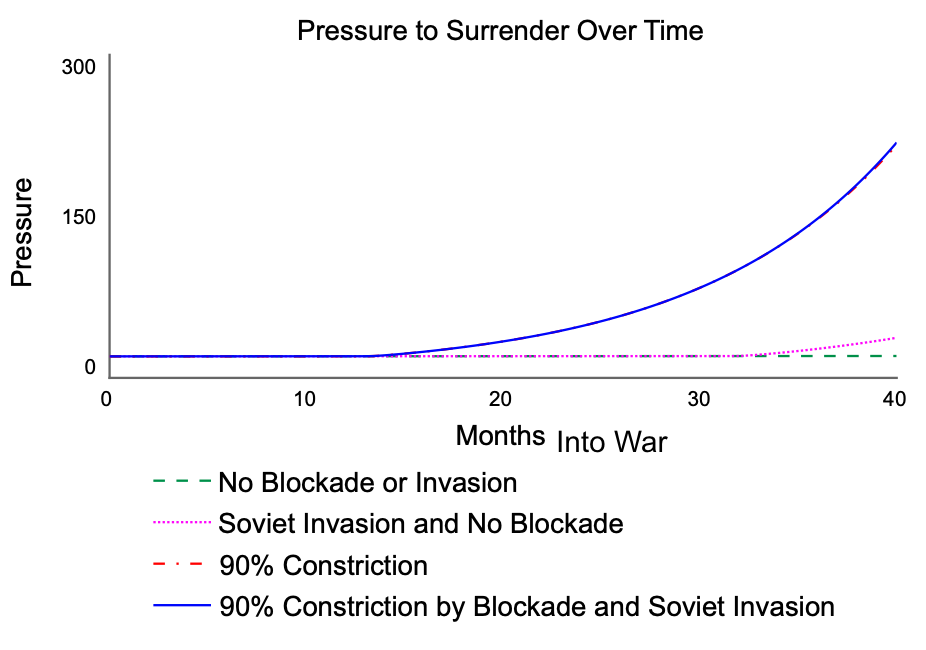 Pressure to Surrender Over Time
300
150
0
Pressure
0 10 20 30 40
Months Into War
No Blockade or Invasion
Soviet Invasion and No Blockade
90% Constriction
90% Constriction by Blockade and Soviet Invasion